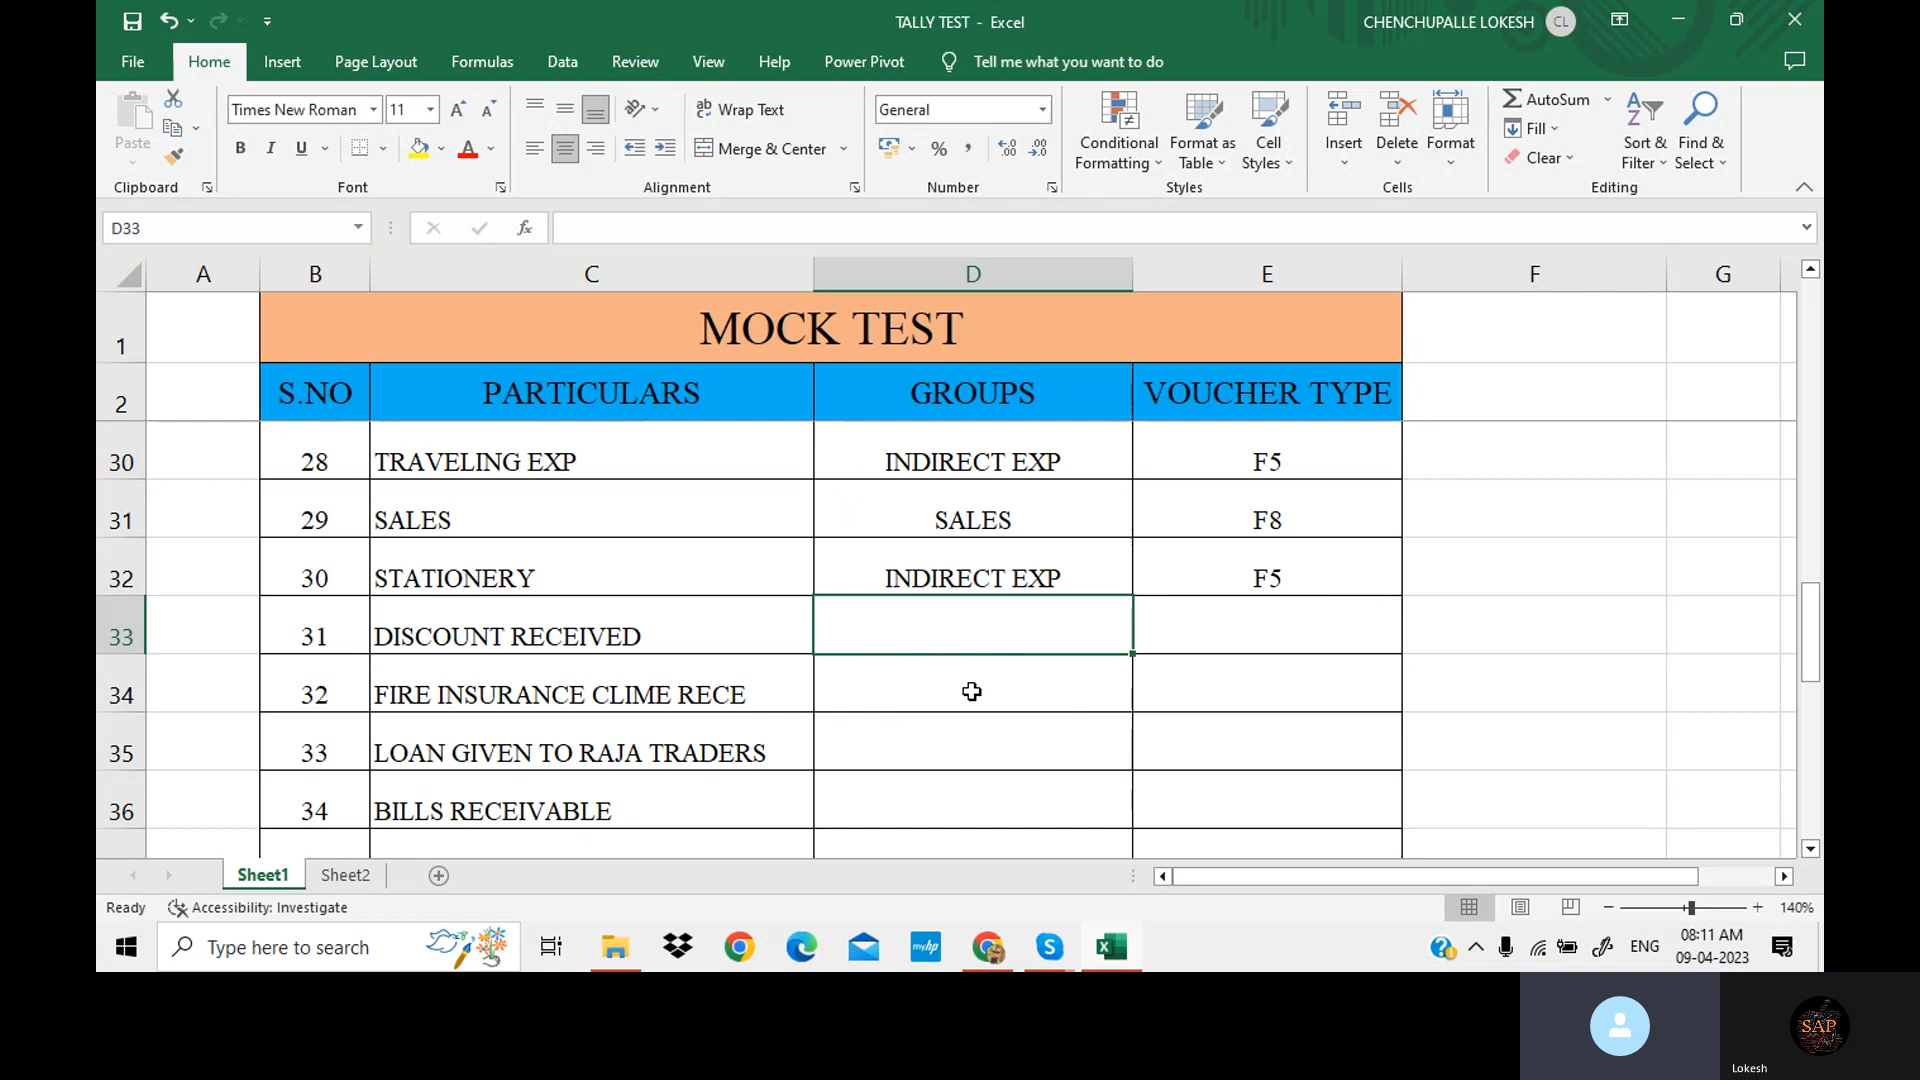 TALLY TEST - Excel
CHENCHUPALLE LOKESH CL
File Home Insert Page Layout Formulas Data Review View Help Power Pivot Tell me what you want to do
Paste
Times New Roman 11
Wrap Text
General
B I U
Merge & Center
Conditional Formatting
Format as Table
Cell Styles
Insert Delete Format
AutoSum
Fill
Clear
Sort & Filter
Find & Select
Clipboard Font Alignment Number Styles Cells Editing
D33 fx
A B C D E F G
1 MOCK TEST
2 S.NO PARTICULARS GROUPS VOUCHER TYPE
30 28 TRAVELING EXP INDIRECT EXP F5
31 29 SALES SALES F8
32 30 STATIONERY INDIRECT EXP F5
33 31 DISCOUNT RECEIVED
34 32 FIRE INSURANCE CLIME RECE
35 33 LOAN GIVEN TO RAJA TRADERS
36 34 BILLS RECEIVABLE
Sheet1 Sheet2
Ready Accessibility: Investigate 140%
Type here to search
myhp
ENG
08:11 AM
09-04-2023
SAP
Lokesh